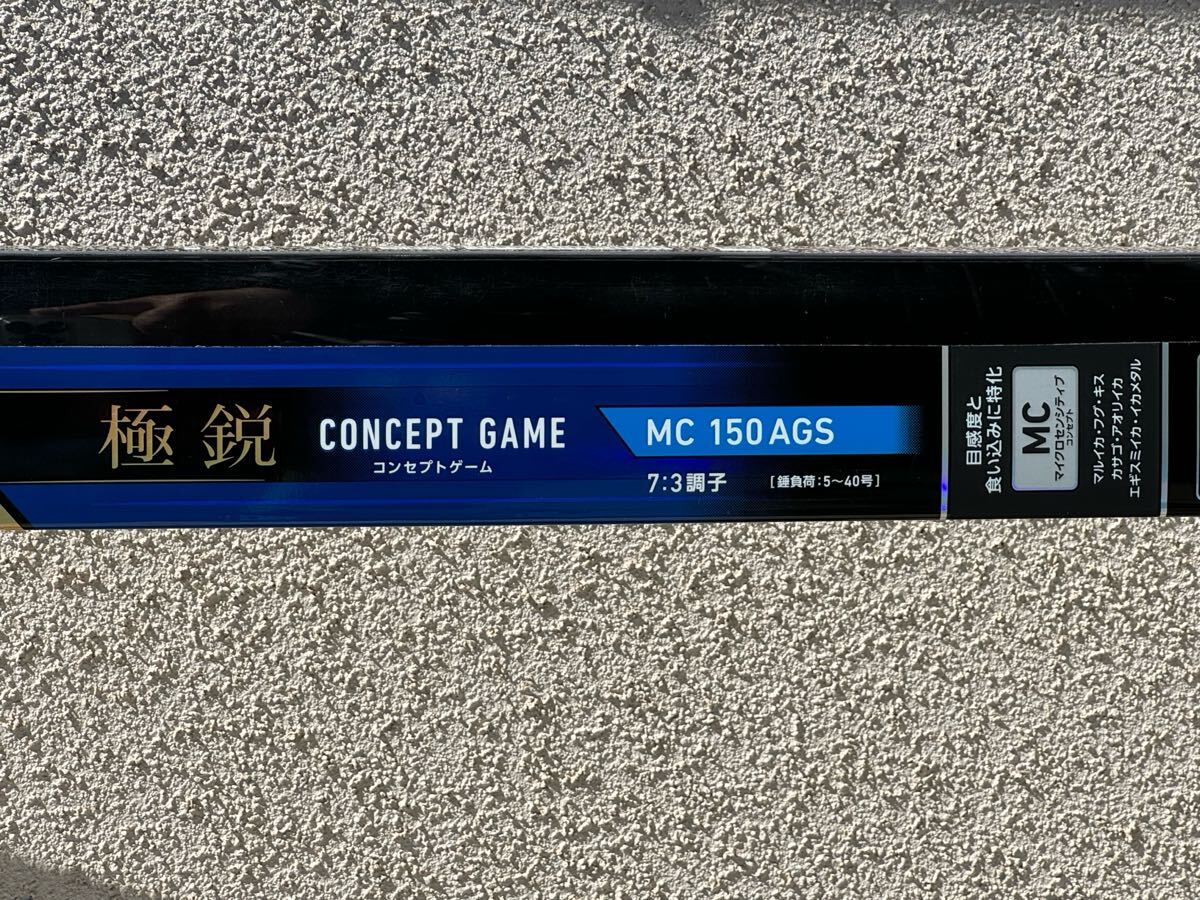 極鋭
CONCEPT GAME
コンセプトゲーム
MC 150 AGS
7:3調子 [錘負荷:5〜40号]
目感度と
食い込みに特化
MC
マイクロセンシティブ
コンセプト
マルイカ・フグ・キス
カサゴ・アオリイカ
エギスミイカ・イカメタル